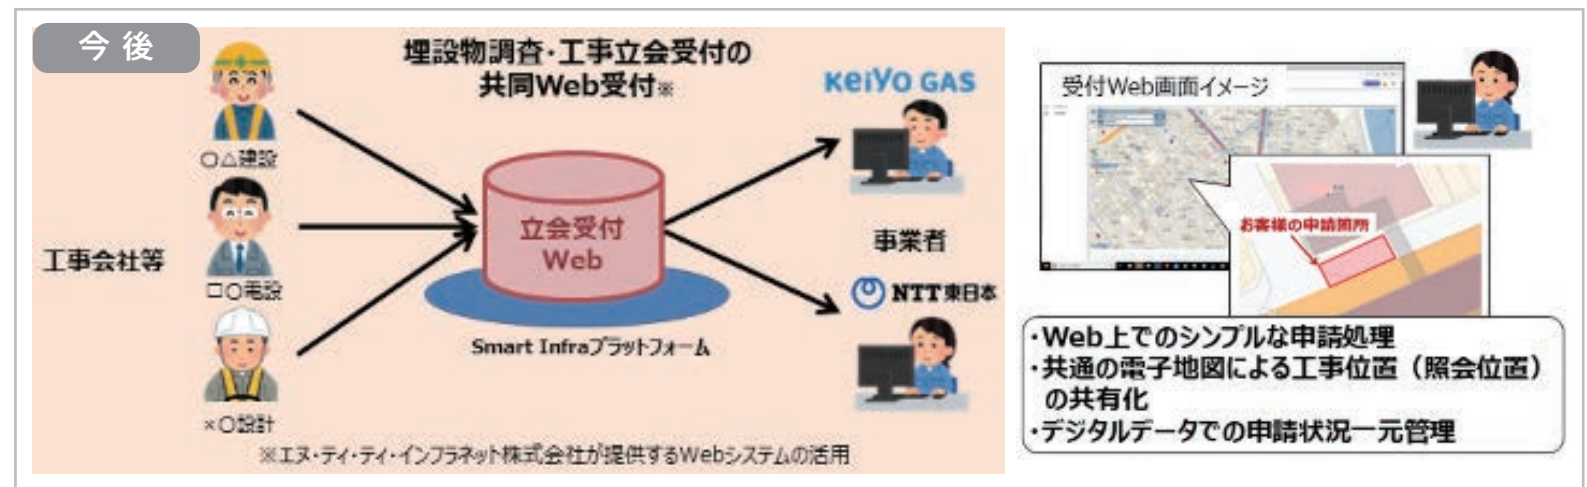 今後
埋設物調査・工事立会受付の
共同Web受付※
工事会社等
○△建設
□○電設
×○設計
立会受付
Web
Smart Infraプラットフォーム
KeiYO GAS
事業者
NTT東日本
※エヌ・ティ・ティ・インフラネット株式会社が提供するWebシステムの活用
受付Web画面イメージ
お客様の申請箇所
・Web上でのシンプルな申請処理
・共通の電子地図による工事位置（照会位置）
の共有化
・デジタルデータでの申請状況一元管理